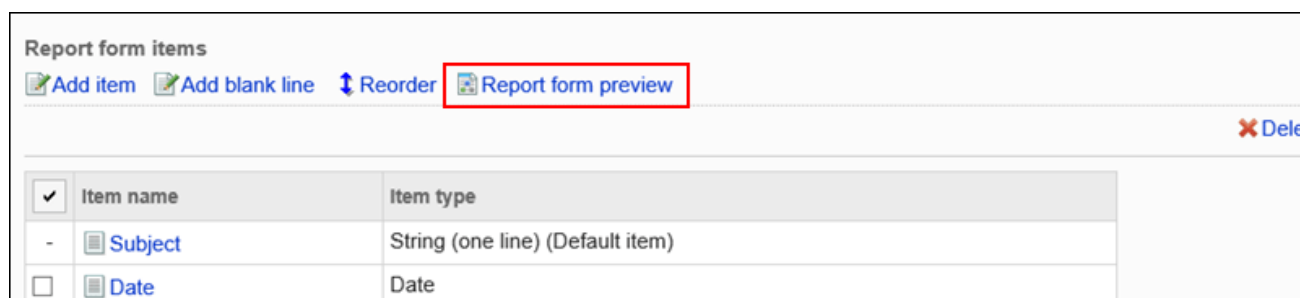 Report form items
Add item Add blank line Reorder Report form preview
Dele
Item name Item type
- Subject String (one line) (Default item)
Date Date